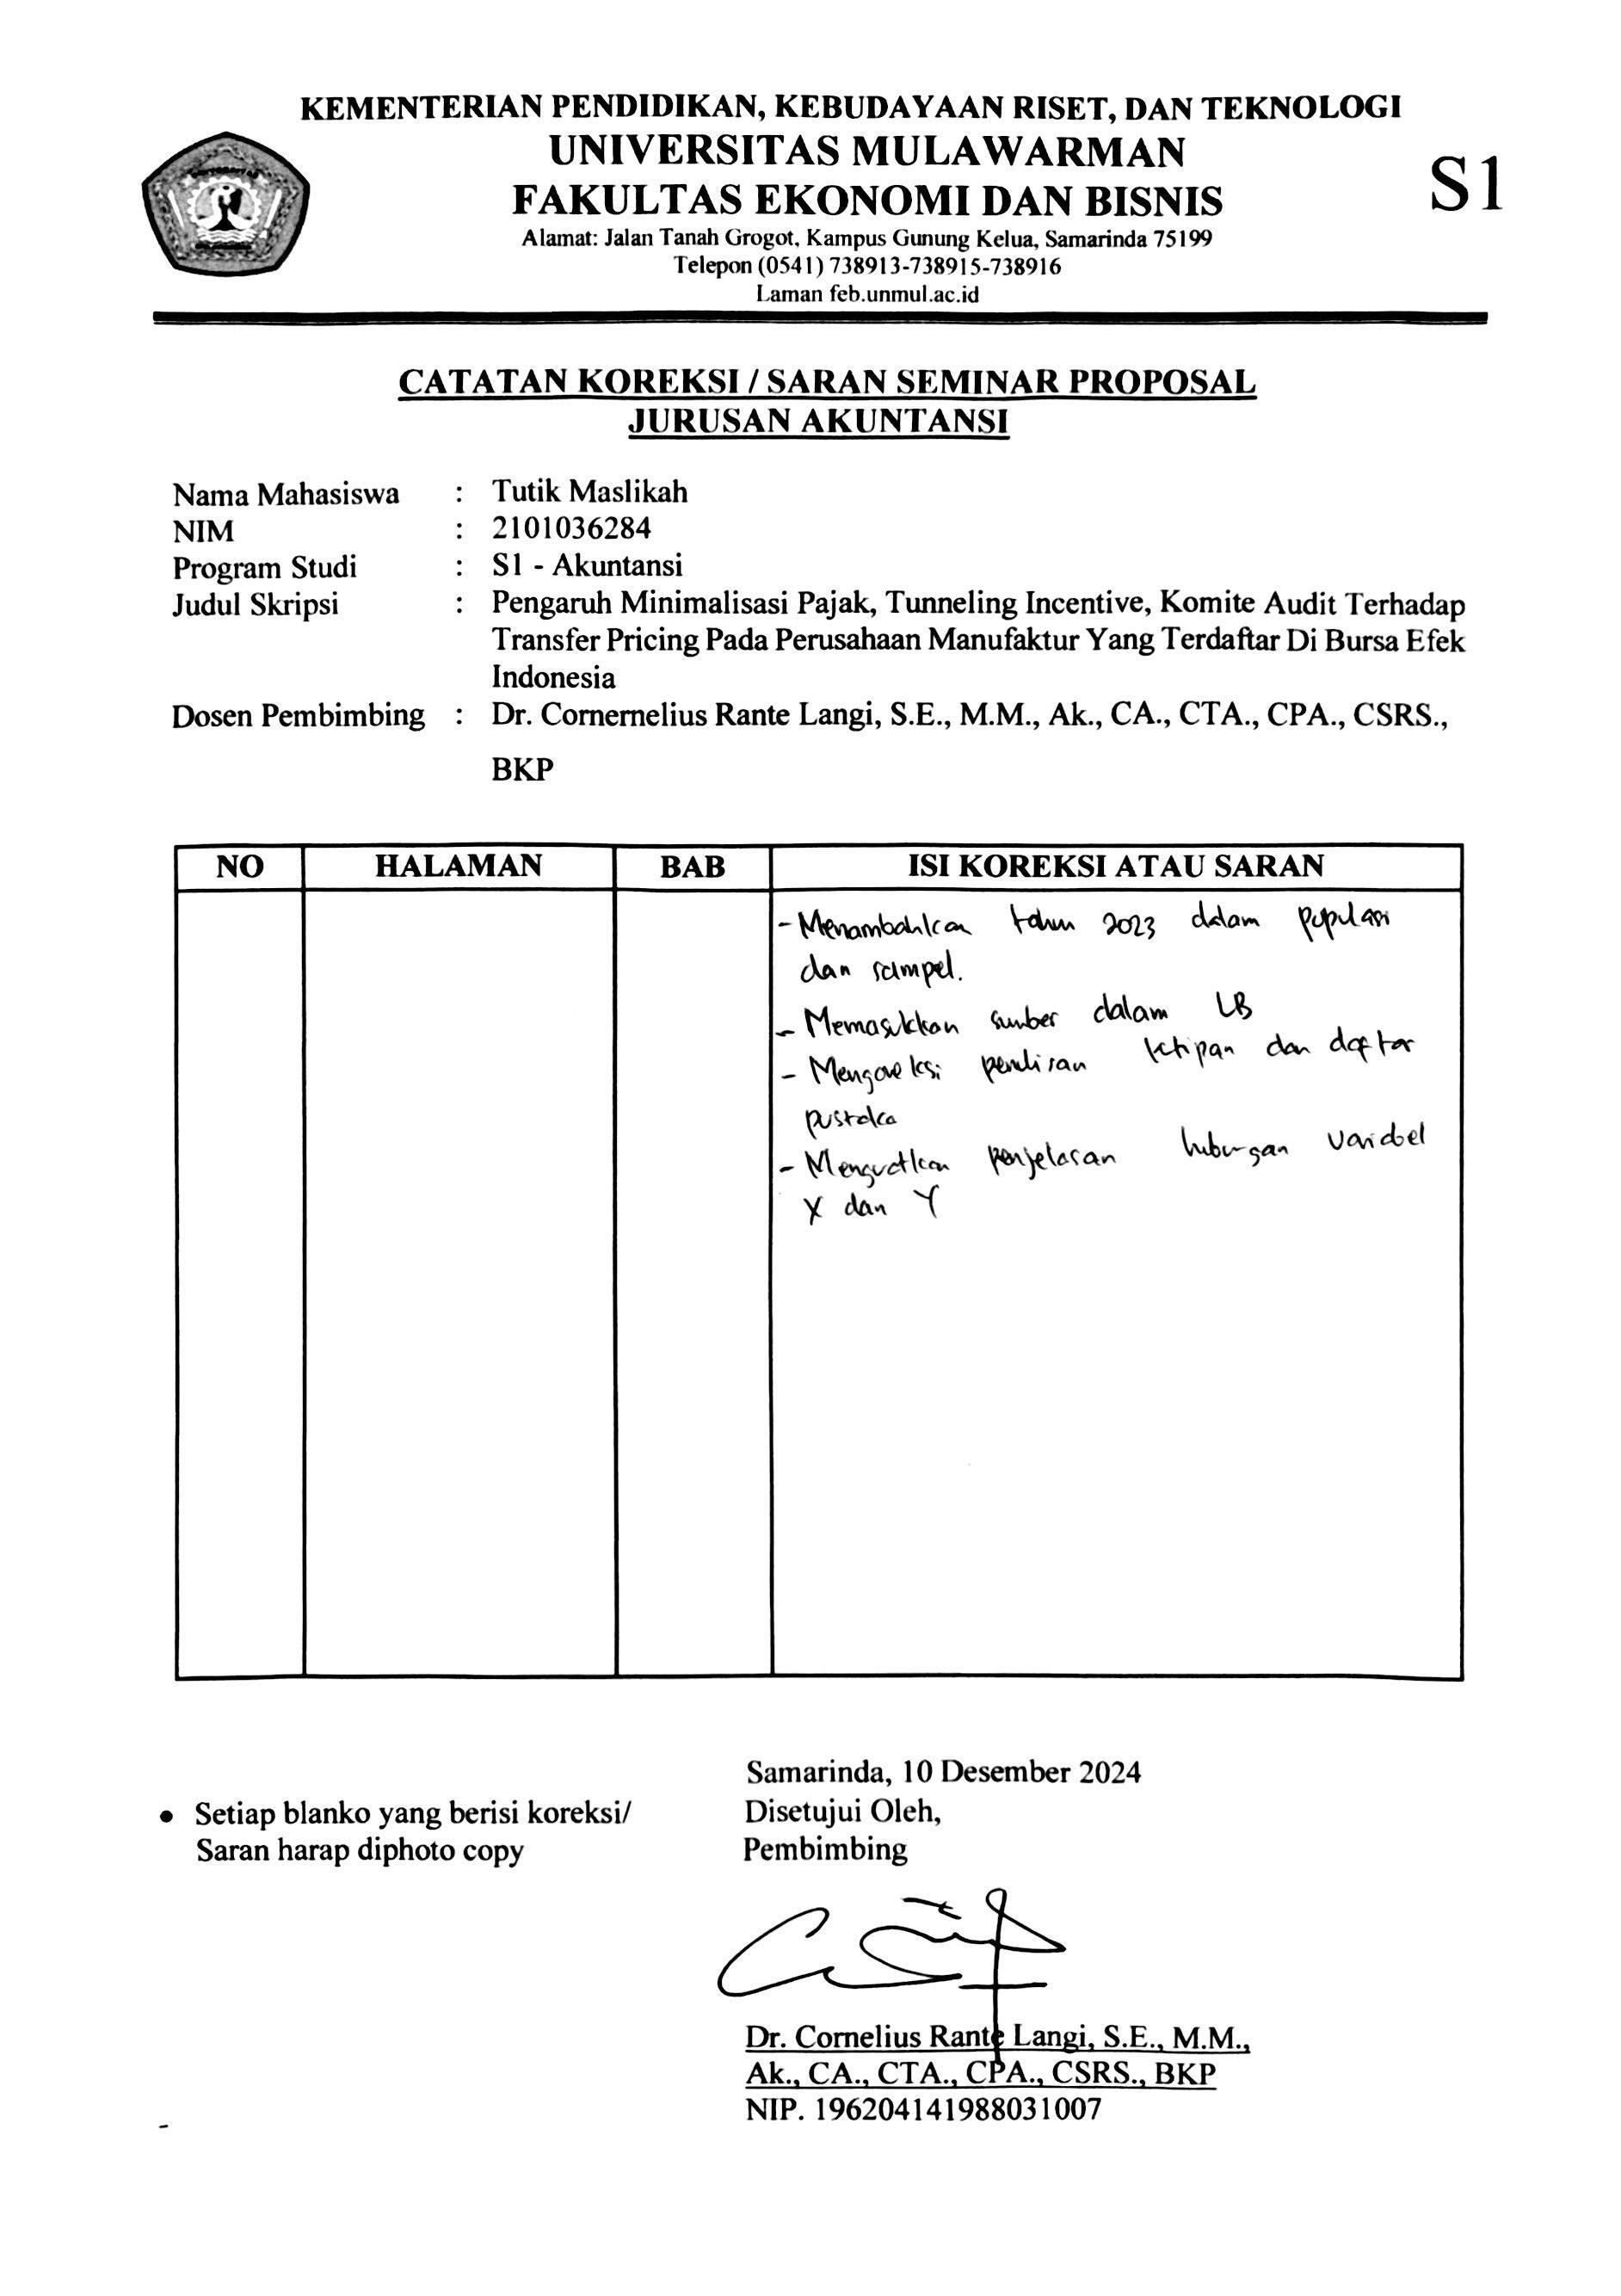 KEMENTERIAN PENDIDIKAN, KEBUDAYAAN RISET, DAN TEKNOLOGI
UNIVERSITAS MULAWARMAN
FAKULTAS EKONOMI DAN BISNIS
S1
Alamat: Jalan Tanah Grogot, Kampus Gunung Kelua, Samarinda 75199
Telepon (0541) 738913-738915-738916
Laman feb.unmul.ac.id
CATATAN KOREKSI / SARAN SEMINAR PROPOSAL
JURUSAN AKUNTANSI
Nama Mahasiswa : Tutik Maslikah
NIM : 2101036284
Program Studi : S1 - Akuntansi
Judul Skripsi : Pengaruh Minimalisasi Pajak, Tunneling Incentive, Komite Audit Terhadap
Transfer Pricing Pada Perusahaan Manufaktur Yang Terdaftar Di Bursa Efek
Indonesia
Dosen Pembimbing : Dr. Cornernelius Rante Langi, S.E., M.M., Ak., CA., CTA., CPA., CSRS.,
BKP
NO HALAMAN BAB ISI KOREKSI ATAU SARAN
- Menambahkan tahun 2023 dalam populasi
dan sampel.
- Memasukkan sumber dalam LB
- Mengoreksi penulisan kutipan dan daftar
pustaka
- Menguatkan penjelasan hubungan variabel
X dan Y
Samarinda, 10 Desember 2024
• Setiap blanko yang berisi koreksi/ Disetujui Oleh,
Saran harap diphoto copy Pembimbing
Dr. Cornelius Rante Langi, S.E., M.M.,
Ak., CA., CTA., CPA., CSRS., BKP
NIP. 196204141988031007